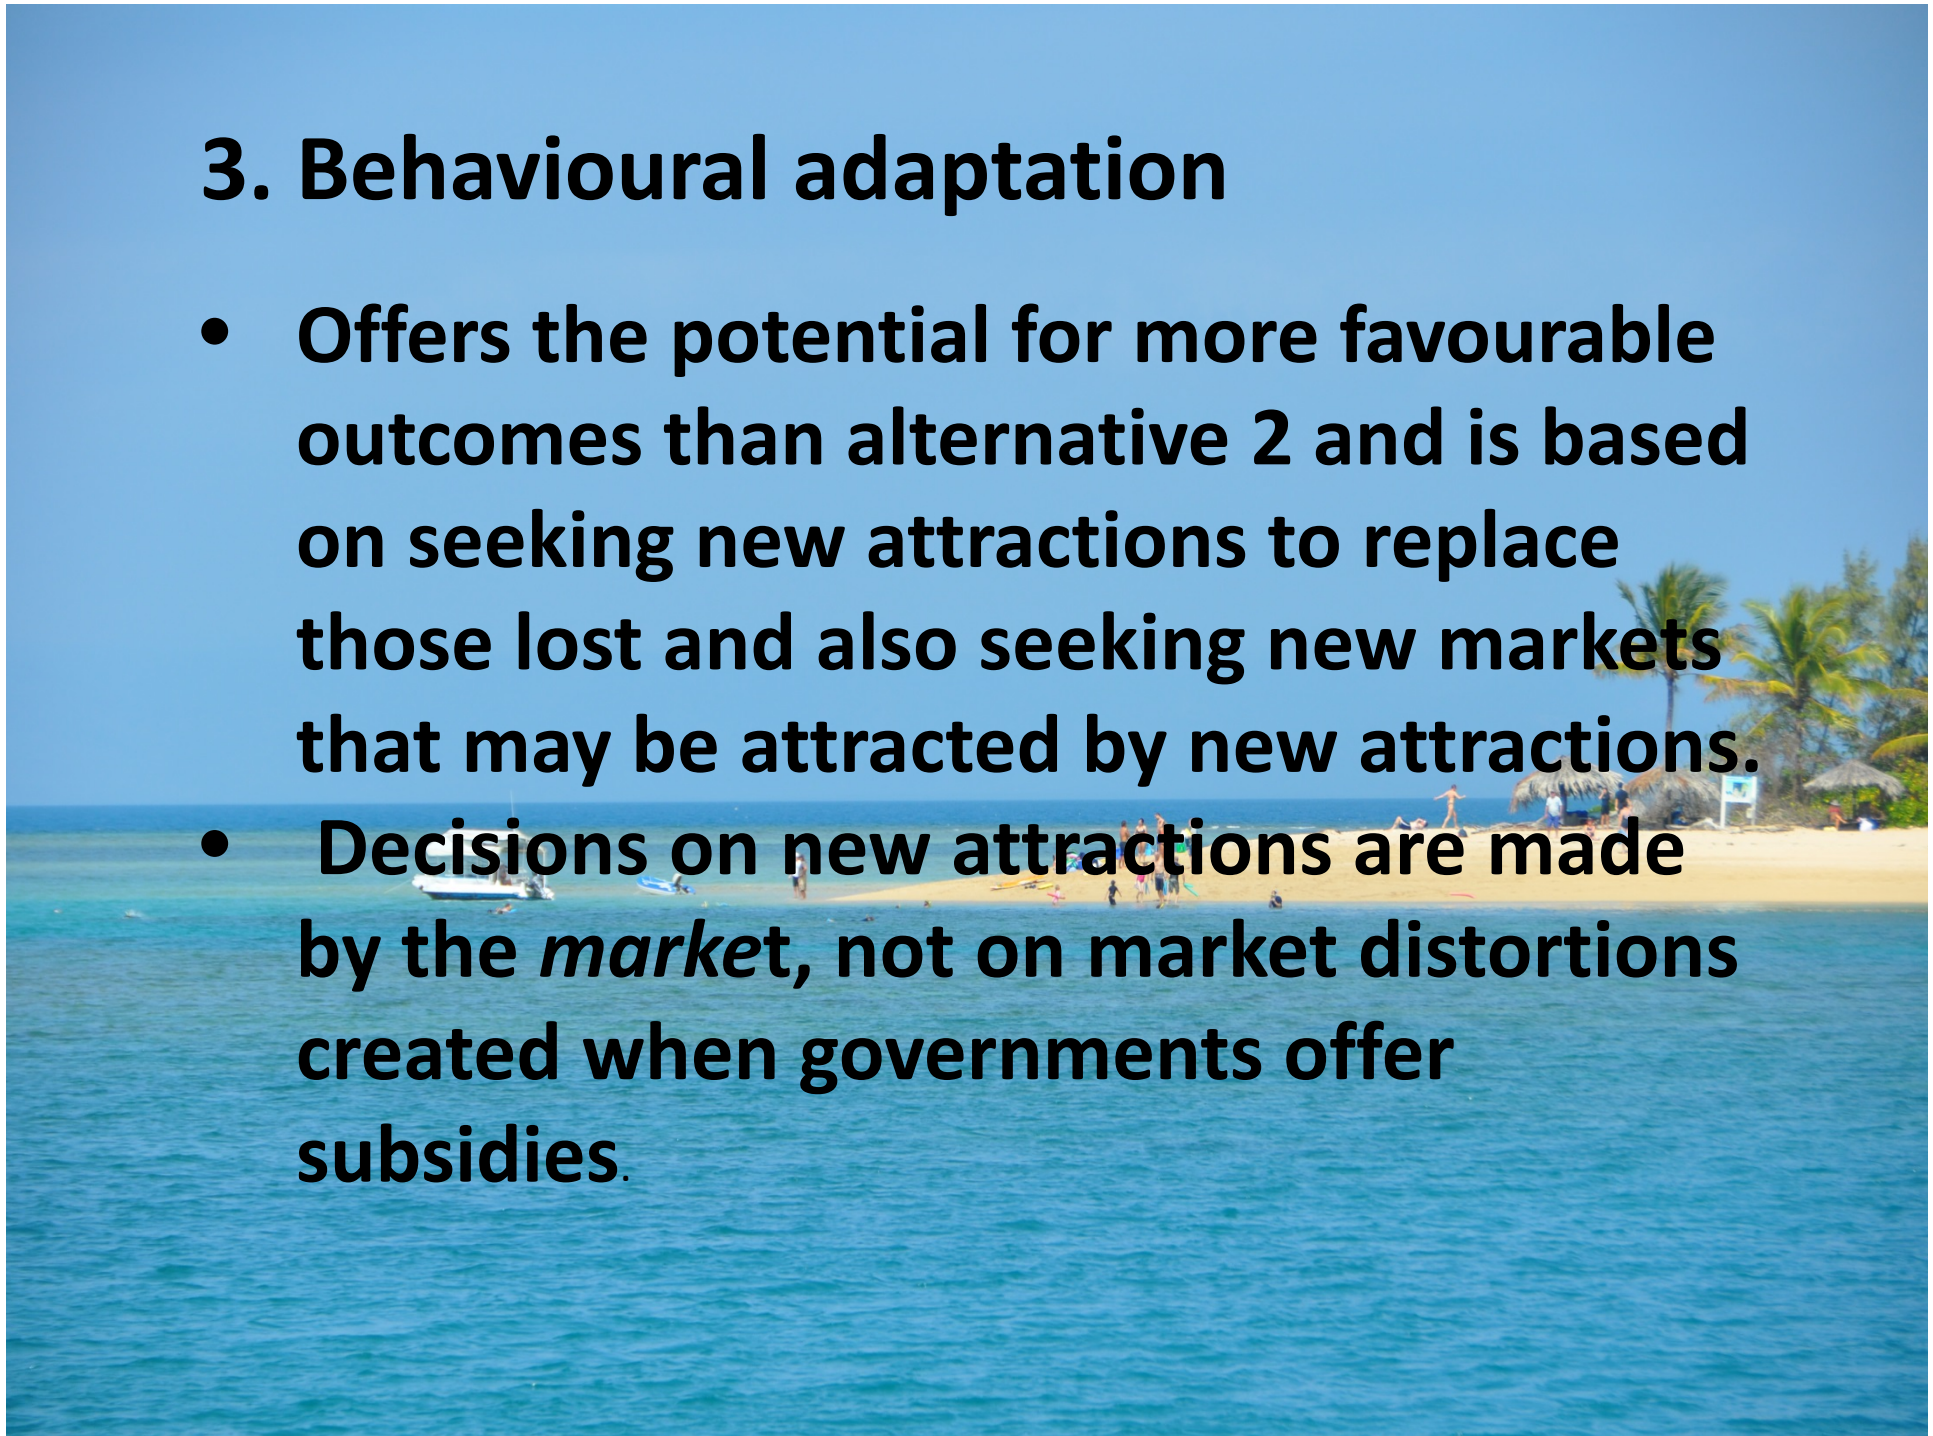 3. Behavioural adaptation
• Offers the potential for more favourable
outcomes than alternative 2 and is based
on seeking new attractions to replace
those lost and also seeking new markets
that may be attracted by new attractions.
• Decisions on new attractions are made
by the market, not on market distortions
created when governments offer
subsidies.